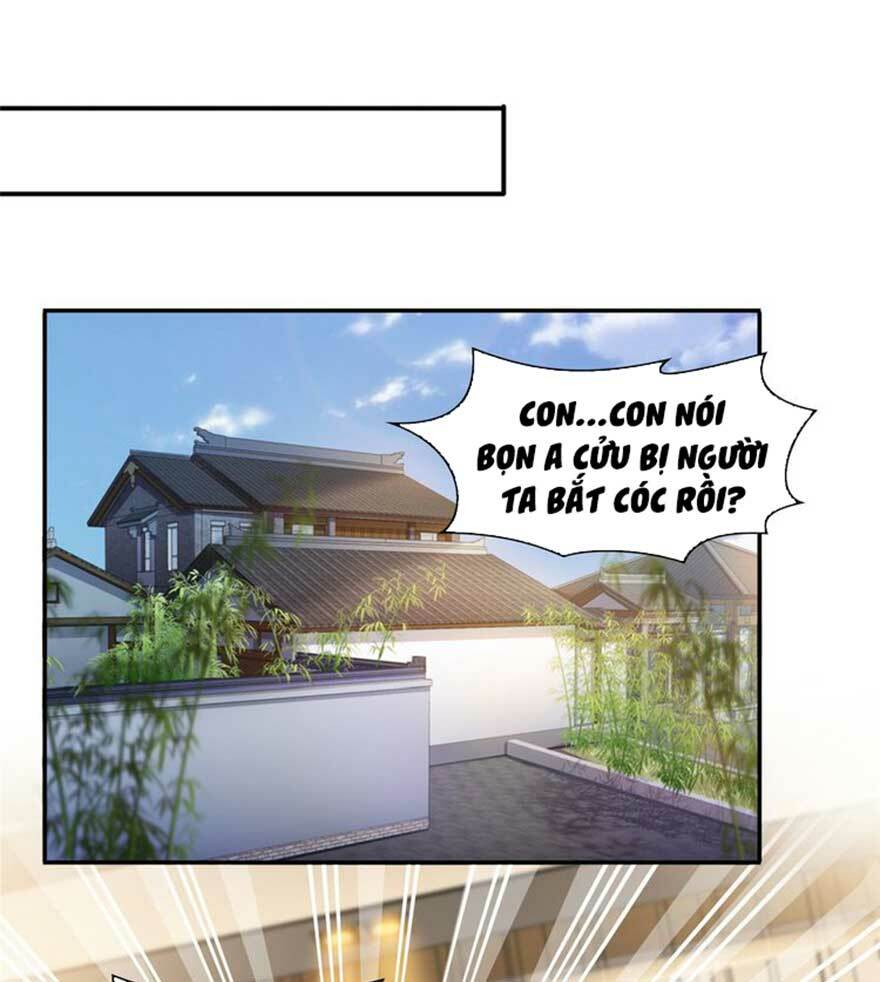 CON...CON NÓI
BỌN A CỬU BỊ NGƯỜI
TA BẮT CÓC RỒI?